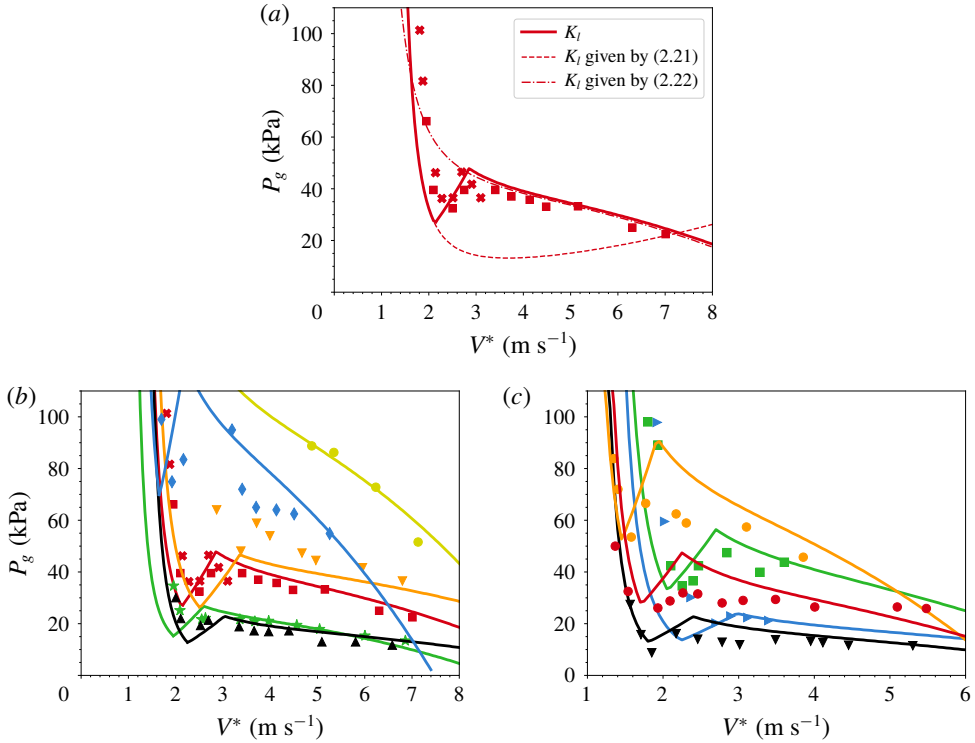 (a)
100
80
60
40
20
0
P_g (kPa)
K_l
K_l given by (2.21)
K_l given by (2.22)
1 2 3 4 5 6 7 8
V* (m s⁻¹)
(b)
100
80
60
40
20
0
P_g (kPa)
1 2 3 4 5 6 7 8
V* (m s⁻¹)
(c)
100
80
60
40
20
0
1 2 3 4 5 6
V* (m s⁻¹)